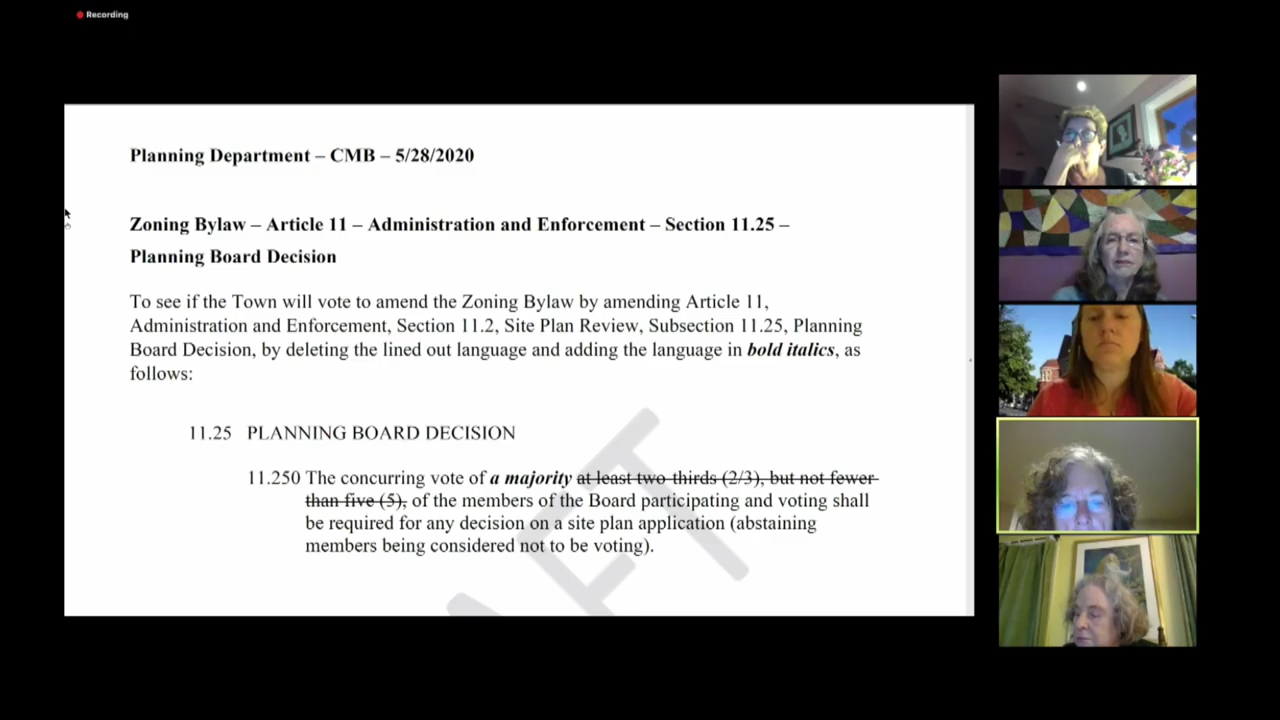 Recording
Planning Department – CMB – 5/28/2020
Zoning Bylaw – Article 11 – Administration and Enforcement – Section 11.25 –
Planning Board Decision
To see if the Town will vote to amend the Zoning Bylaw by amending Article 11,
Administration and Enforcement, Section 11.2, Site Plan Review, Subsection 11.25, Planning
Board Decision, by deleting the lined out language and adding the language in bold italics, as
follows:
11.25 PLANNING BOARD DECISION
11.250 The concurring vote of a majority at least two-thirds (2/3), but not fewer
than five (5), of the members of the Board participating and voting shall
be required for any decision on a site plan application (abstaining
members being considered not to be voting).
AFT